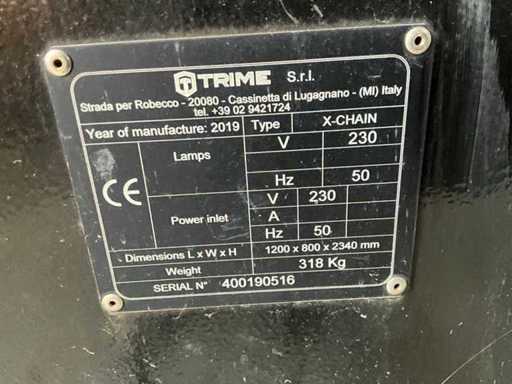 TRIME S.r.l.
Strada per Robecco - 20080 - Cassinetta di Lugagnano - (MI) Italy
tel. +39 02 9421724
Year of manufacture: 2019 Type X-CHAIN
Lamps V 230
Hz 50
CE
Power inlet V 230
A
Hz 50
Dimensions L x W x H 1200 x 800 x 2340 mm
Weight 318 Kg
SERIAL N° 400190516